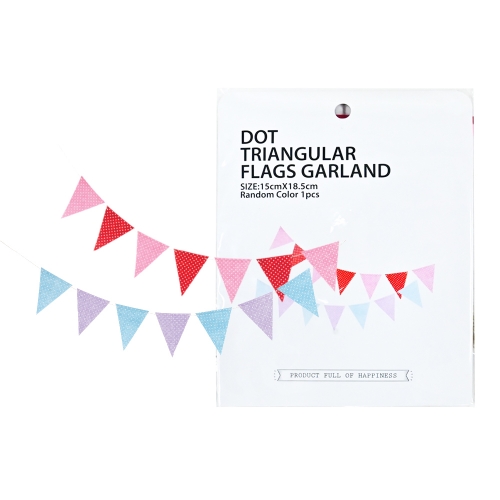 DOT
TRIANGULAR
FLAGS GARLAND
SIZE:15cmX18.5cm
Random Color 1pcs
PRODUCT FULL OF HAPPINESS